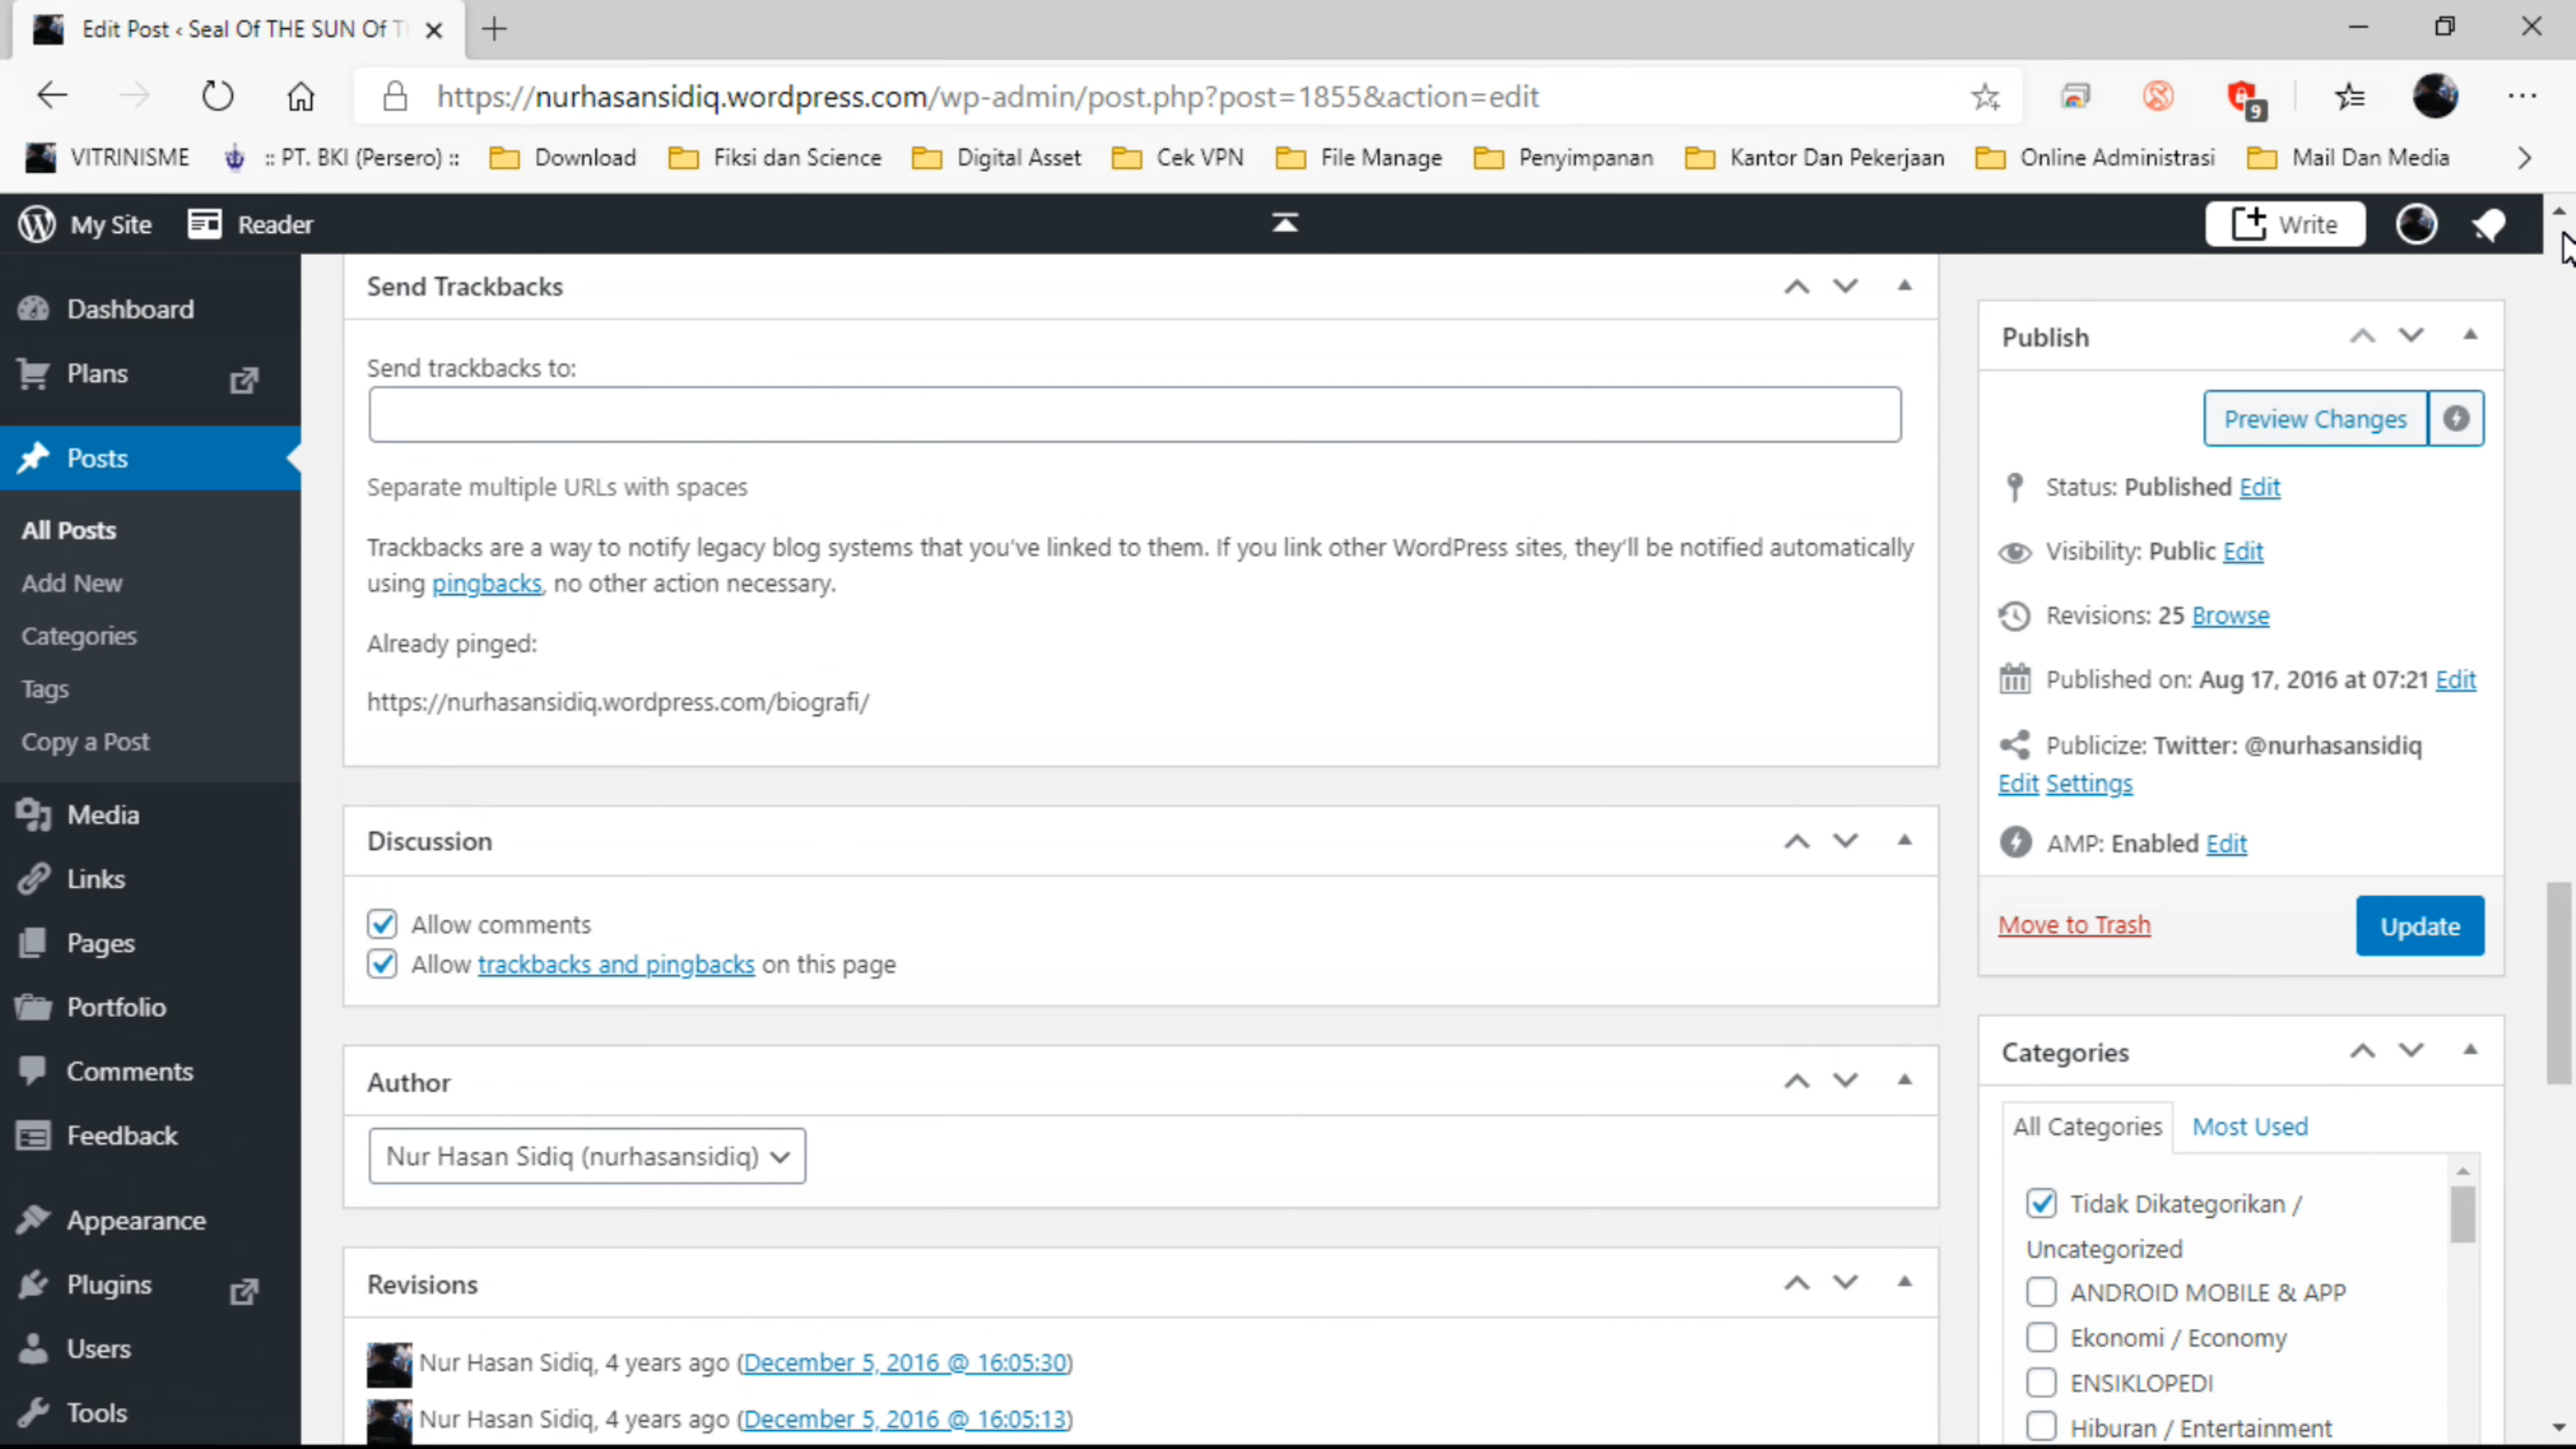 Edit Post ‹ Seal Of THE SUN Of T
https://nurhasansidiq.wordpress.com/wp-admin/post.php?post=1855&action=edit
9
VITRINISME
:: PT. BKI (Persero) ::
Download
Fiksi dan Science
Digital Asset
Cek VPN
File Manage
Penyimpanan
Kantor Dan Pekerjaan
Online Administrasi
Mail Dan Media
My Site
Reader
Write
Dashboard
Plans
Posts
All Posts
Add New
Categories
Tags
Copy a Post
Media
Links
Pages
Portfolio
Comments
Feedback
Appearance
Plugins
Users
Tools
Send Trackbacks
Send trackbacks to:
Separate multiple URLs with spaces
Trackbacks are a way to notify legacy blog systems that you've linked to them. If you link other WordPress sites, they'll be notified automatically
using pingbacks, no other action necessary.
Already pinged:
https://nurhasansidiq.wordpress.com/biografi/
Discussion
Allow comments
Allow trackbacks and pingbacks on this page
Author
Nur Hasan Sidiq (nurhasansidiq)
Revisions
Nur Hasan Sidiq, 4 years ago (December 5, 2016 @ 16:05:30)
Nur Hasan Sidiq, 4 years ago (December 5, 2016 @ 16:05:13)
Publish
Preview Changes
Status: Published Edit
Visibility: Public Edit
Revisions: 25 Browse
Published on: Aug 17, 2016 at 07:21 Edit
Publicize: Twitter: @nurhasansidiq
Edit Settings
AMP: Enabled Edit
Move to Trash
Update
Categories
All Categories
Most Used
Tidak Dikategorikan /
Uncategorized
ANDROID MOBILE & APP
Ekonomi / Economy
ENSIKLOPEDI
Hiburan / Entertainment